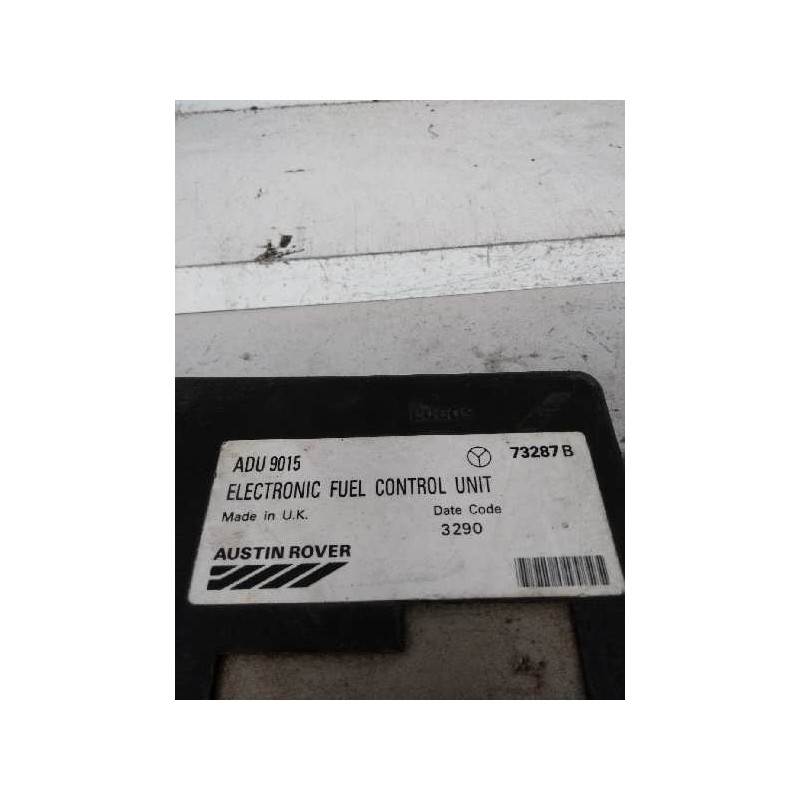 ADU 9015 73287 B
ELECTRONIC FUEL CONTROL UNIT
Made in U.K. Date Code
3290
AUSTIN ROVER